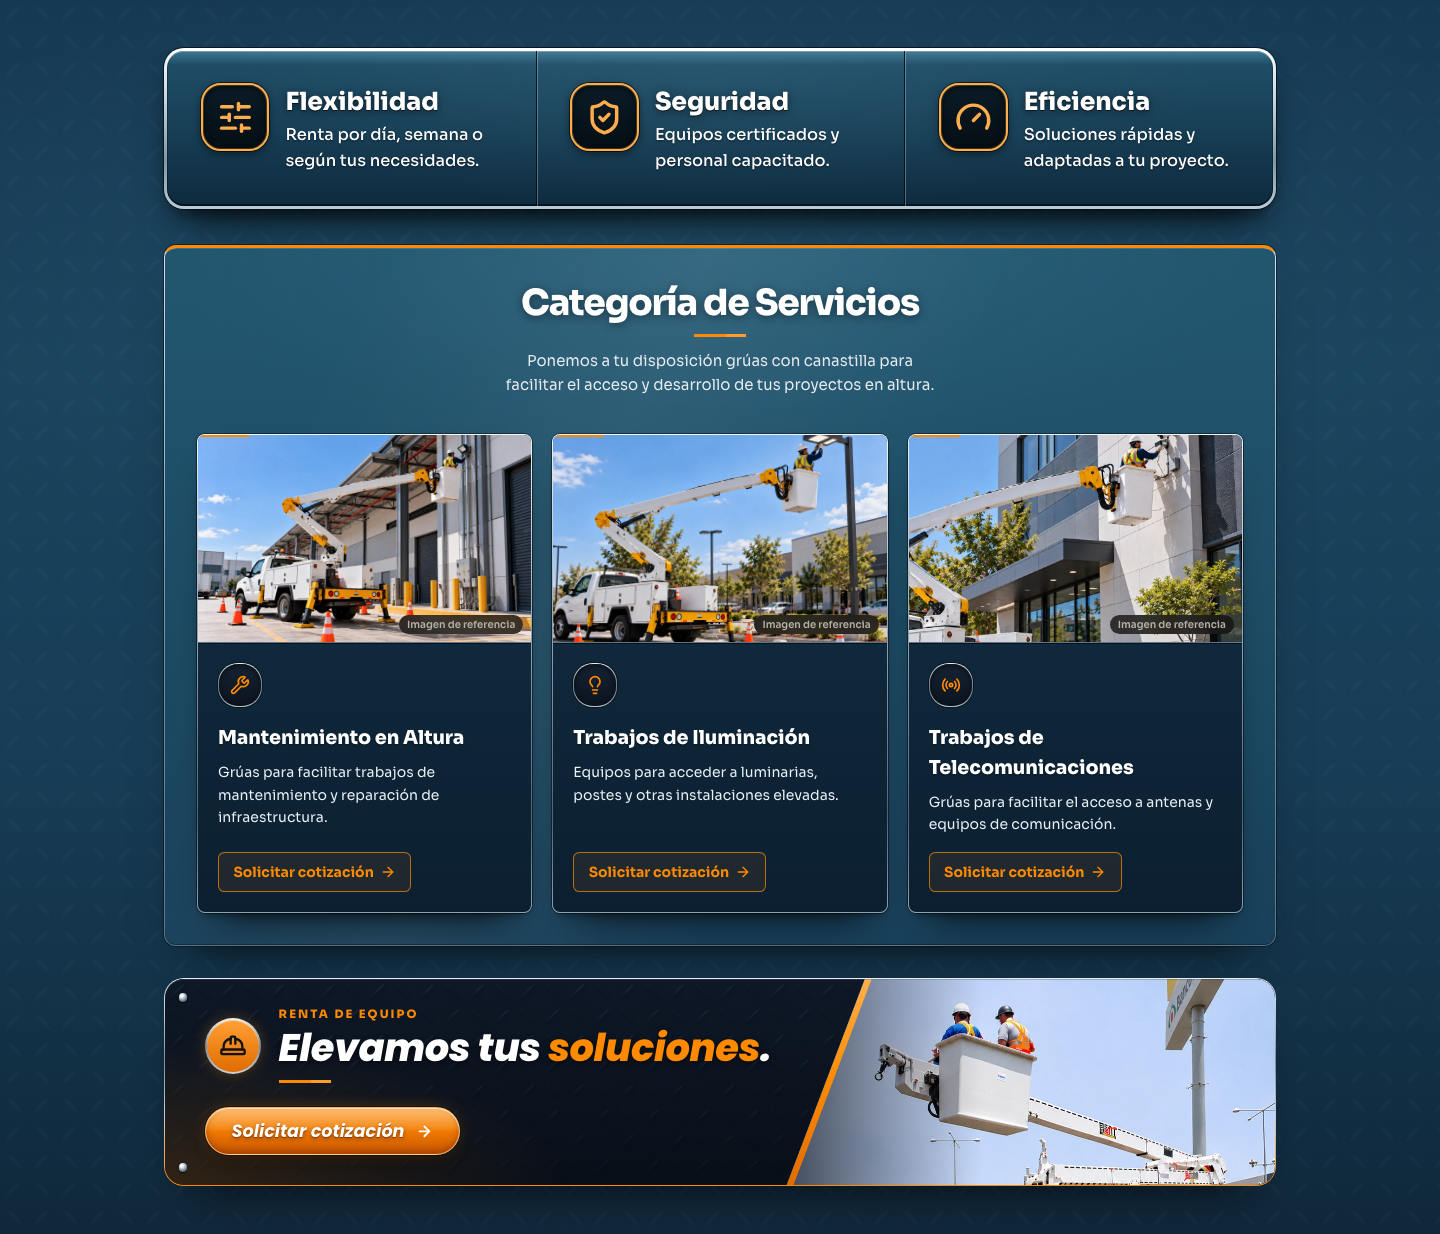 Flexibilidad
Renta por día, semana o
según tus necesidades.
Seguridad
Equipos certificados y
personal capacitado.
Eficiencia
Soluciones rápidas y
adaptadas a tu proyecto.
Categoría de Servicios
Ponemos a tu disposición grúas con canastilla para
facilitar el acceso y desarrollo de tus proyectos en altura.
Imagen de referencia
Mantenimiento en Altura
Grúas para facilitar trabajos de
mantenimiento y reparación de
infraestructura.
Solicitar cotización
Imagen de referencia
Trabajos de Iluminación
Equipos para acceder a luminarias,
postes y otras instalaciones elevadas.
Solicitar cotización
Imagen de referencia
Trabajos de
Telecomunicaciones
Grúas para facilitar el acceso a antenas y
equipos de comunicación.
Solicitar cotización
RENTA DE EQUIPO
Elevamos tus soluciones.
Solicitar cotización